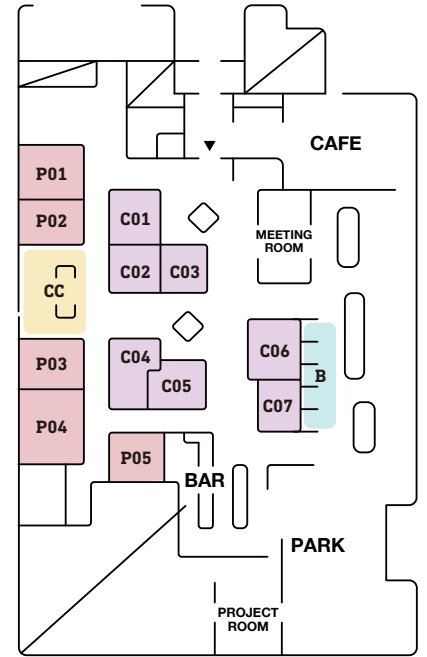 CAFE
P01
P02
C01
MEETING
ROOM
C02
C03
CC
P03
C04
C06
C05
B
P04
C07
P05
BAR
PARK
PROJECT
ROOM